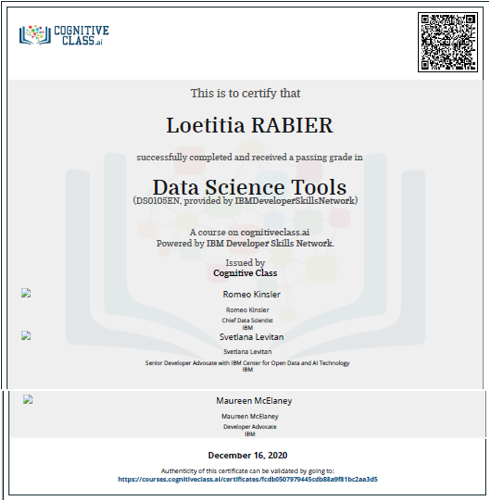 COGNITIVE
CLASS.ai
This is to certify that
Loetitia RABIER
successfully completed and received a passing grade in
Data Science Tools
(DS0105EN, provided by IBMDeveloperSkillsNetwork)
A course on cognitiveclass.ai
Powered by IBM Developer Skills Network.
Issued by
Cognitive Class
Romeo Kinsler
Romeo Kinsler
Chief Data Scientist
IBM
Svetlana Levitan
Svetlana Levitan
Senior Developer Advocate with IBM Center for Open Data and AI Technology
IBM
Maureen McElaney
Maureen McElaney
Developer Advocate
IBM
December 16, 2020
Authenticity of this certificate can be validated by going to:
https://courses.cognitiveclass.ai/certificates/fcdb0507979445cdb88a9f81bc2aa3d5